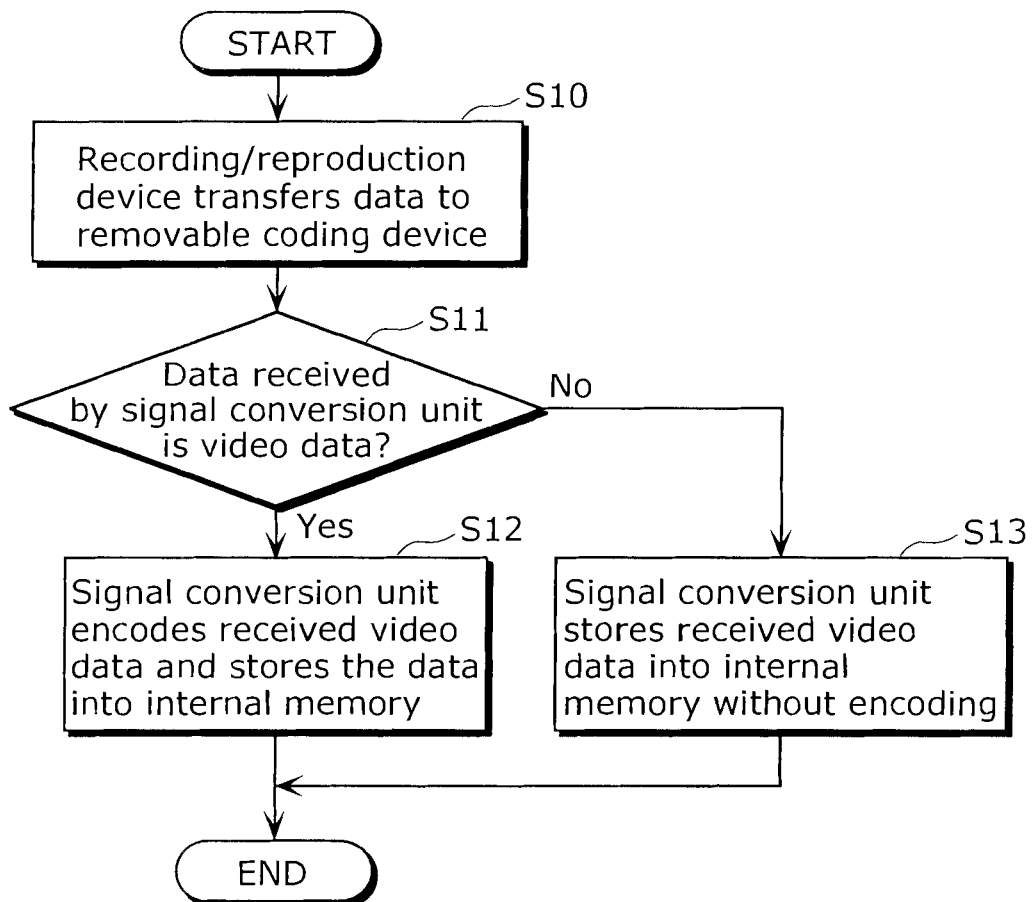 START
S10
Recording/reproduction
device transfers data to
removable coding device
S11
Data received
by signal conversion unit
is video data?
No
Yes
S12
Signal conversion unit
encodes received video
data and stores the data
into internal memory
S13
Signal conversion unit
stores received video
data into internal
memory without encoding
END